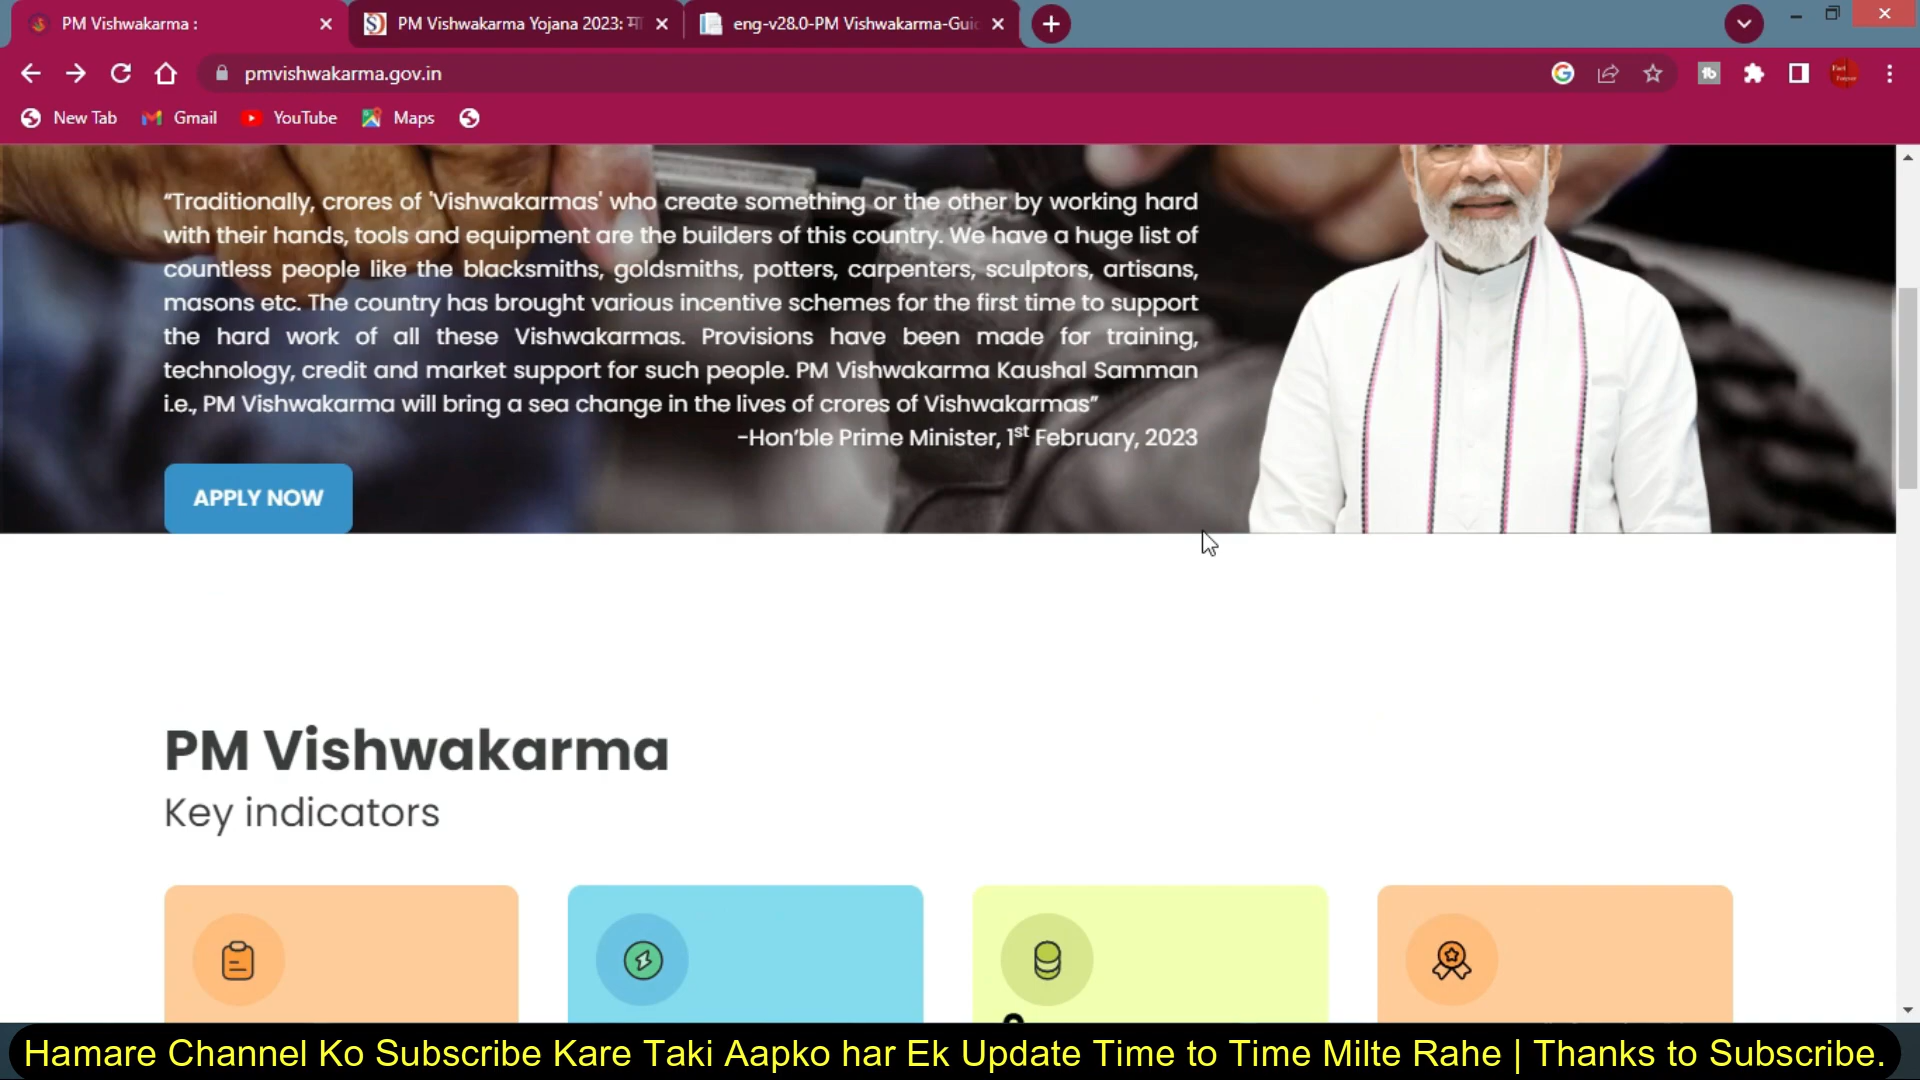 PM Vishwakarma :
PM Vishwakarma Yojana 2023: मा
eng-v28.0-PM Vishwakarma-Guid
pmvishwakarma.gov.in
New Tab
Gmail
YouTube
Maps
“Traditionally, crores of 'Vishwakarmas' who create something or the other by working hard
with their hands, tools and equipment are the builders of this country. We have a huge list of
countless people like the blacksmiths, goldsmiths, potters, carpenters, sculptors, artisans,
masons etc. The country has brought various incentive schemes for the first time to support
the hard work of all these Vishwakarmas. Provisions have been made for training,
technology, credit and market support for such people. PM Vishwakarma Kaushal Samman
i.e., PM Vishwakarma will bring a sea change in the lives of crores of Vishwakarmas”
-Hon’ble Prime Minister, 1st February, 2023
APPLY NOW
PM Vishwakarma
Key indicators
Hamare Channel Ko Subscribe Kare Taki Aapko har Ek Update Time to Time Milte Rahe | Thanks to Subscribe.